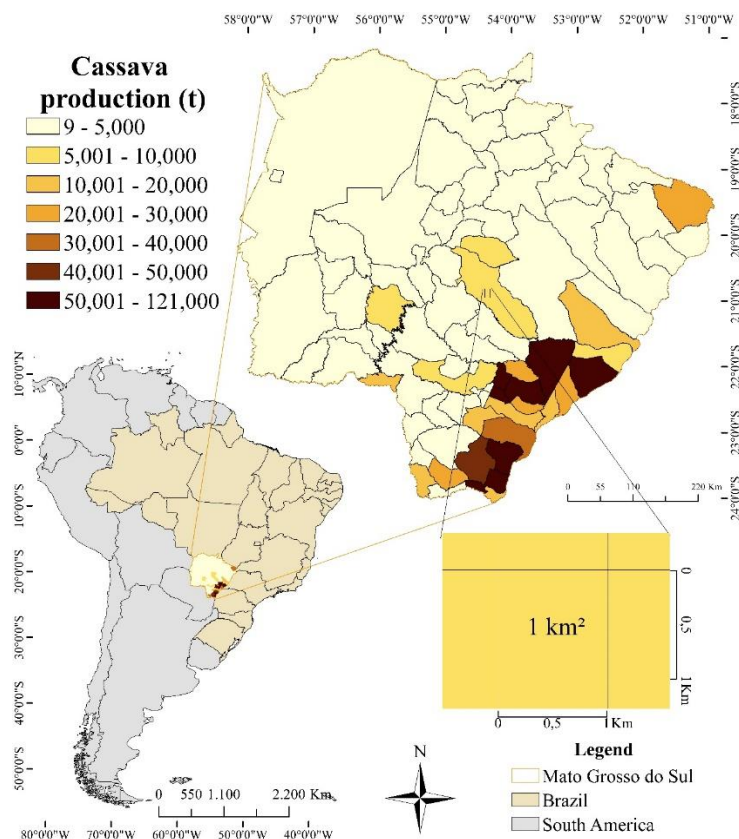 58°0'0"W 57°0'0"W 56°0'0"W 55°0'0"W 54°0'0"W 53°0'0"W 52°0'0"W 51°0'0"W
Cassava
production (t)
9 - 5,000
5,001 - 10,000
10,001 - 20,000
20,001 - 30,000
30,001 - 40,000
40,001 - 50,000
50,001 - 121,000
18°0'0"S
19°0'0"S
20°0'0"S
21°0'0"S
22°0'0"S
23°0'0"S
24°0'0"S
0 55 110 220 Km
10°0'0"N
0°0'0"
10°0'0"S
20°0'0"S
30°0'0"S
40°0'0"S
50°0'0"S
80°0'0"W 70°0'0"W 60°0'0"W 50°0'0"W 40°0'0"W
0 550 1.100 2.200 Km
N
1 km²
0
0,5
1Km
0 0,5 1Km
Legend
Mato Grosso do Sul
Brazil
South America